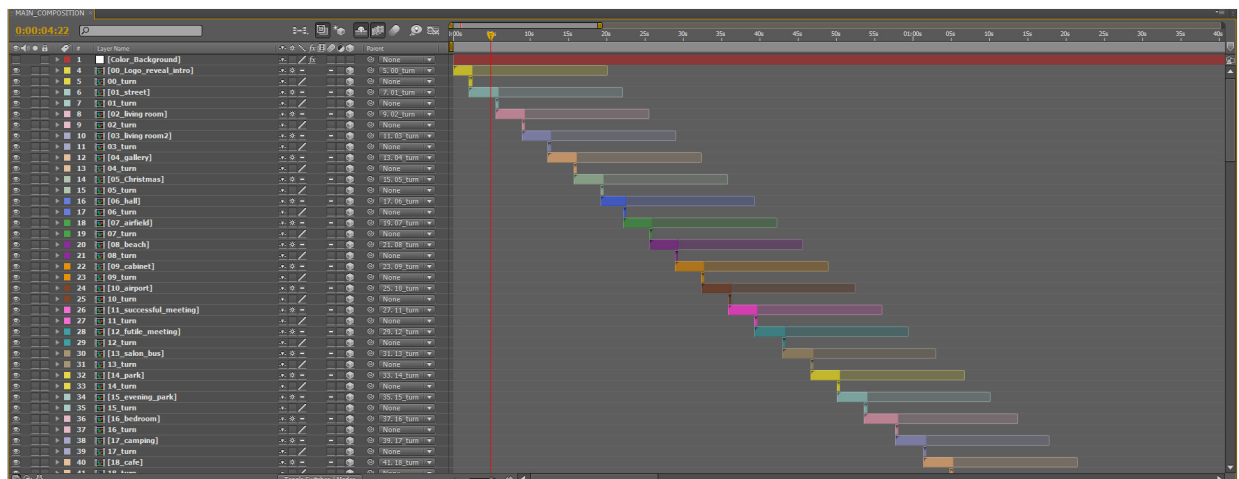 MAIN_COMPOSITION
0:00:04:22
05s 10s 15s 20s 25s 30s 35s 40s 45s 50s 55s 01:00s 05s 10s 15s 20s 25s 30s 35s 40s
# Layer Name fx Parent
1 [Color_Background] fx None
4 [00_Logo_reveal_intro] 5. 00_turn
5 00_turn None
6 [01_street] 7. 01_turn
7 01_turn None
8 [02_living room] 9. 02_turn
9 02_turn None
10 [03_living room2] 11. 03_turn
11 03_turn None
12 [04_gallery] 13. 04_turn
13 04_turn None
14 [05_Christmas] 15. 05_turn
15 05_turn None
16 [06_hall] 17. 06_turn
17 06_turn None
18 [07_airfield] 19. 07_turn
19 07_turn None
20 [08_beach] 21. 08_turn
21 08_turn None
22 [09_cabinet] 23. 09_turn
23 09_turn None
24 [10_airport] 25. 10_turn
25 10_turn None
26 [11_successful_meeting] 27. 11_turn
27 11_turn None
28 [12_futile_meeting] 29. 12_turn
29 12_turn None
30 [13_salon_bus] 31. 13_turn
31 13_turn None
32 [14_park] 33. 14_turn
33 14_turn None
34 [15_evening_park] 35. 15_turn
35 15_turn None
36 [16_bedroom] 37. 16_turn
37 16_turn None
38 [17_camping] 39. 17_turn
39 17_turn None
40 [18_cafe] 41. 18_turn
41 18_turn
Toggle Switches / Modes